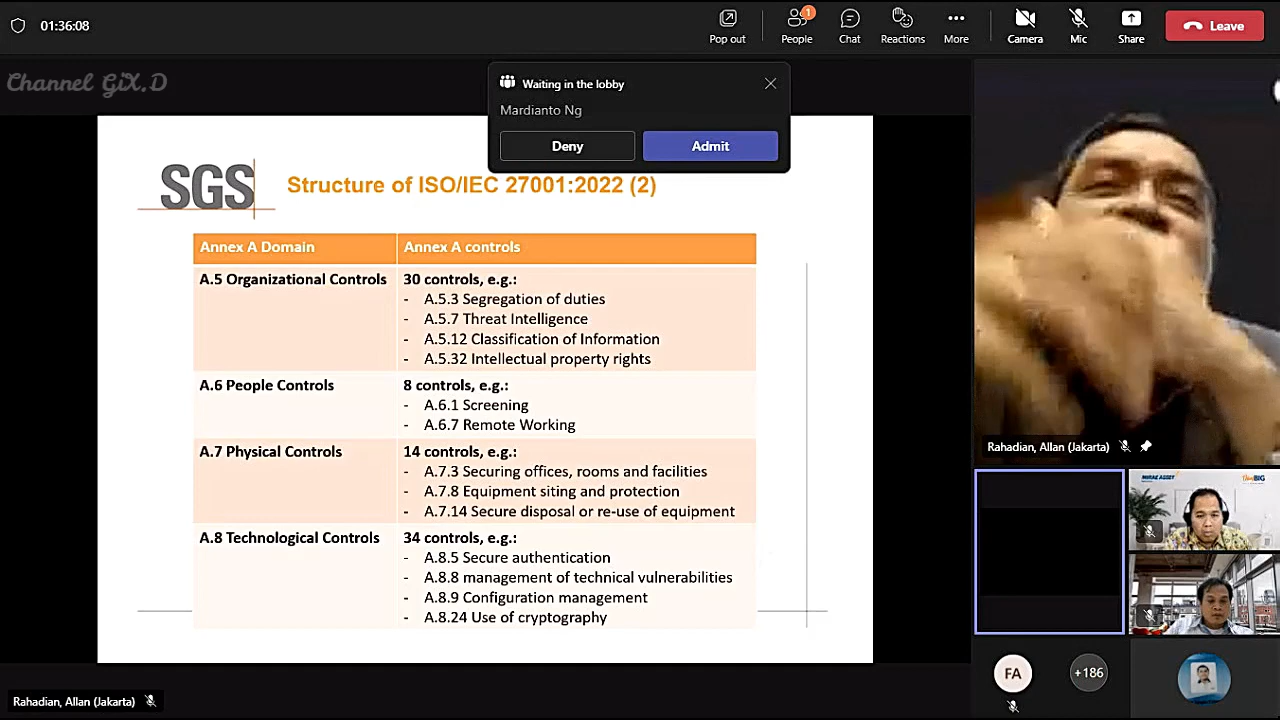 01:36:08
Pop out
People
1
Chat
Reactions
More
Camera
Mic
Share
Leave
Channel GiX.D
Waiting in the lobby
Mardianto Ng
Deny
Admit
SGS
Structure of ISO/IEC 27001:2022 (2)
Annex A Domain
Annex A controls
A.5 Organizational Controls
30 controls, e.g.:
- A.5.3 Segregation of duties
- A.5.7 Threat Intelligence
- A.5.12 Classification of Information
- A.5.32 Intellectual property rights
A.6 People Controls
8 controls, e.g.:
- A.6.1 Screening
- A.6.7 Remote Working
A.7 Physical Controls
14 controls, e.g.:
- A.7.3 Securing offices, rooms and facilities
- A.7.8 Equipment siting and protection
- A.7.14 Secure disposal or re-use of equipment
A.8 Technological Controls
34 controls, e.g.:
- A.8.5 Secure authentication
- A.8.8 management of technical vulnerabilities
- A.8.9 Configuration management
- A.8.24 Use of cryptography
Rahadian, Allan (Jakarta)
MIRAE ASSET
FA
+186
Rahadian, Allan (Jakarta)